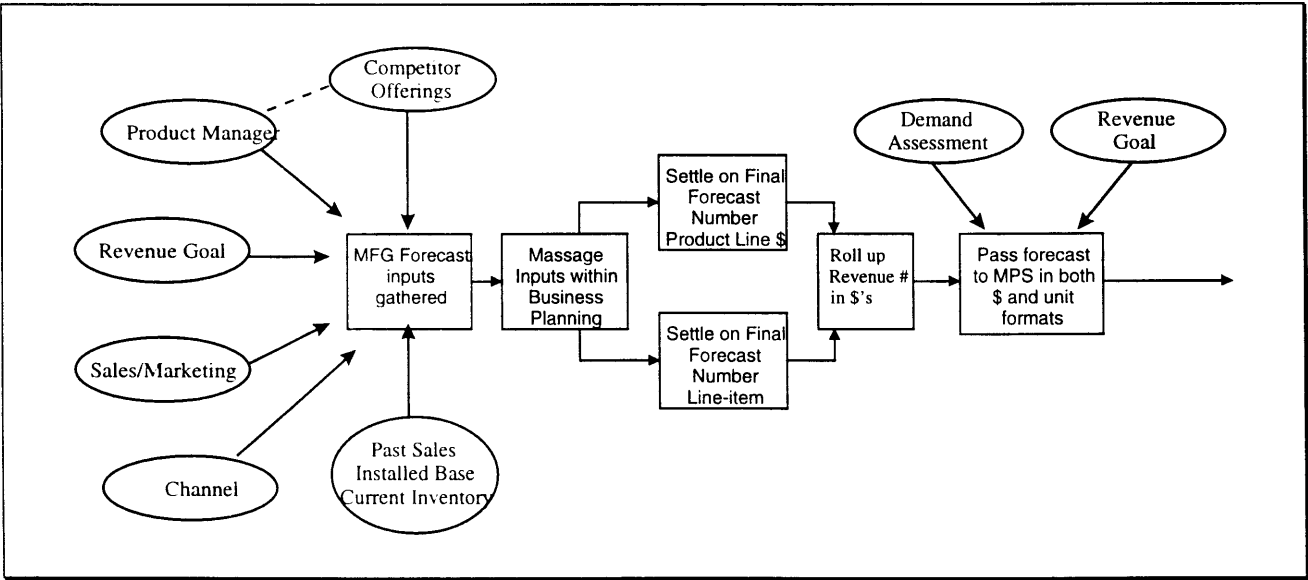 Competitor
Offerings
Product Manager
Revenue Goal
Sales/Marketing
Channel
Past Sales
Installed Base
Current Inventory
MFG Forecast
inputs
gathered
Massage
Inputs within
Business
Planning
Settle on Final
Forecast
Number
Product Line $
Settle on Final
Forecast
Number
Line-item
Roll up
Revenue #
in $'s
Demand
Assessment
Revenue
Goal
Pass forecast
to MPS in both
$ and unit
formats